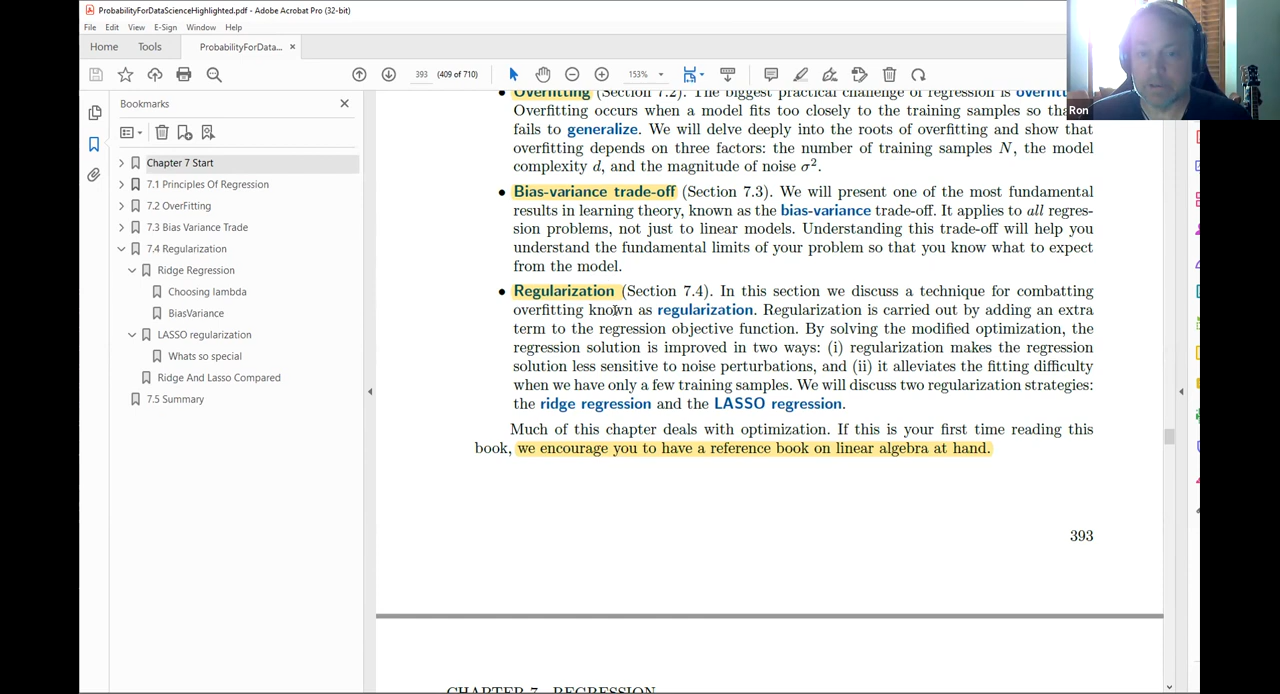 ProbabilityForDataScienceHighlighted.pdf - Adobe Acrobat Pro (32-bit)
File Edit View E-Sign Window Help
Home Tools ProbabilityForData... ×
393 (409 of 710) 153%
Bookmarks
Chapter 7 Start
7.1 Principles Of Regression
7.2 OverFitting
7.3 Bias Variance Trade
7.4 Regularization
Ridge Regression
Choosing lambda
BiasVariance
LASSO regularization
Whats so special
Ridge And Lasso Compared
7.5 Summary
• Overfitting (Section 7.2). The biggest practical challenge of regression is
Overfitting occurs when a model fits too closely to the training samples so
fails to generalize. We will delve deeply into the roots of overfitting and show that
overfitting depends on three factors: the number of training samples N, the model
complexity d, and the magnitude of noise σ².
• Bias-variance trade-off (Section 7.3). We will present one of the most fundamental
results in learning theory, known as the bias-variance trade-off. It applies to all regres-
sion problems, not just to linear models. Understanding this trade-off will help you
understand the fundamental limits of your problem so that you know what to expect
from the model.
• Regularization (Section 7.4). In this section we discuss a technique for combatting
overfitting known as regularization. Regularization is carried out by adding an extra
term to the regression objective function. By solving the modified optimization, the
regression solution is improved in two ways: (i) regularization makes the regression
solution less sensitive to noise perturbations, and (ii) it alleviates the fitting difficulty
when we have only a few training samples. We will discuss two regularization strategies:
the ridge regression and the LASSO regression.
Much of this chapter deals with optimization. If this is your first time reading this
book, we encourage you to have a reference book on linear algebra at hand.
393
CHAPTER 7. REGRESSION
Ron